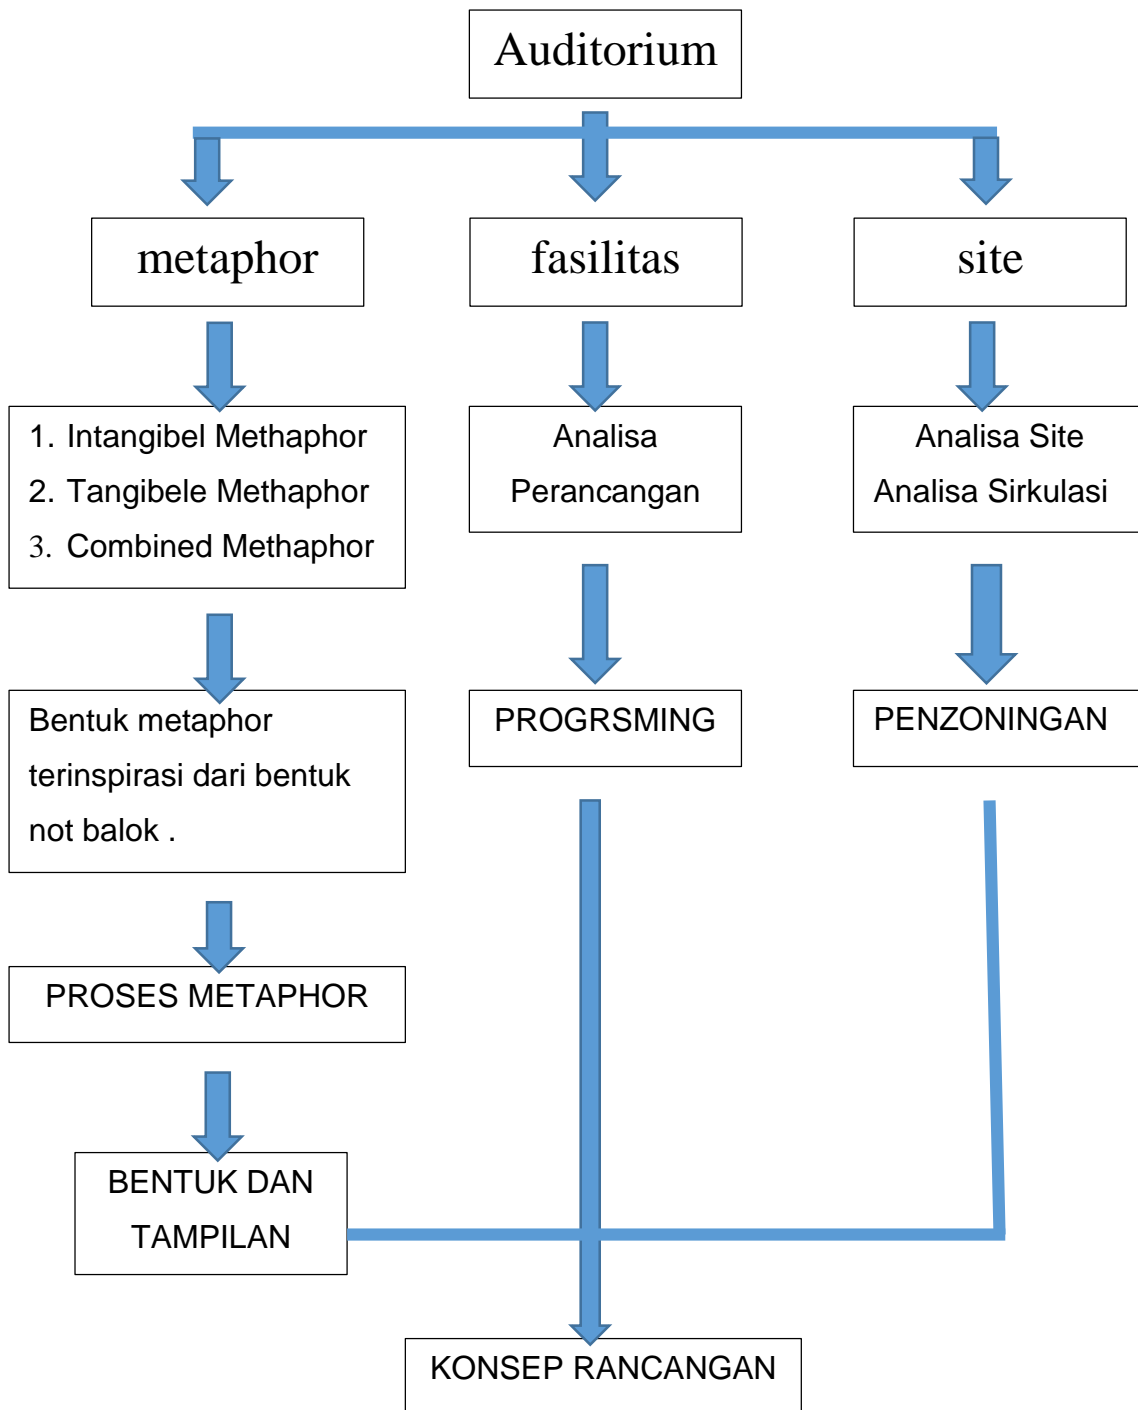 Auditorium
metaphor
fasilitas
site
1. Intangibel Methaphor
2. Tangibele Methaphor
3. Combined Methaphor
Analisa
Perancangan
Analisa Site
Analisa Sirkulasi
Bentuk metaphor
terinspirasi dari bentuk
not balok .
PROGRSMING
PENZONINGAN
PROSES METAPHOR
BENTUK DAN
TAMPILAN
KONSEP RANCANGAN